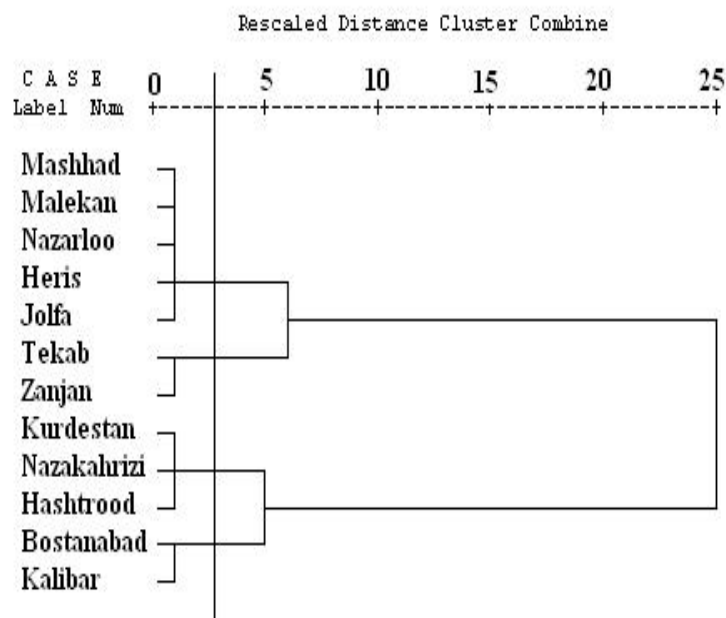 Rescaled Distance Cluster Combine
C A S E 0 5 10 15 20 25
Label Num +---------+---------+---------+---------+---------+
Mashhad
Malekan
Nazarloo
Heris
Jolfa
Tekab
Zanjan
Kurdestan
Nazakahrizi
Hashtrood
Bostanabad
Kalibar